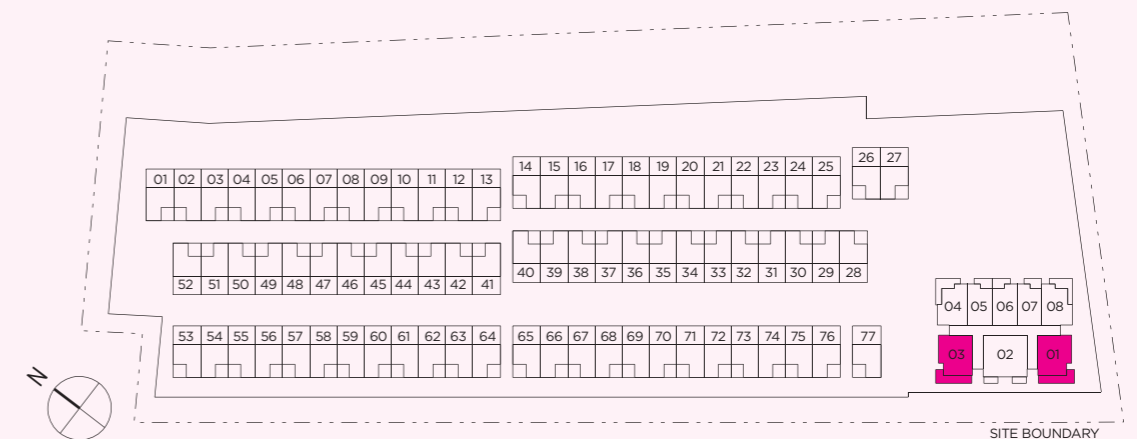 01 02 03 04 05 06 07 08 09 10 11 12 13
14 15 16 17 18 19 20 21 22 23 24 25
26 27
52 51 50 49 48 47 46 45 44 43 42 41
40 39 38 37 36 35 34 33 32 31 30 29 28
04 05 06 07 08
53 54 55 56 57 58 59 60 61 62 63 64
65 66 67 68 69 70 71 72 73 74 75 76
77
03 02 01
N
SITE BOUNDARY